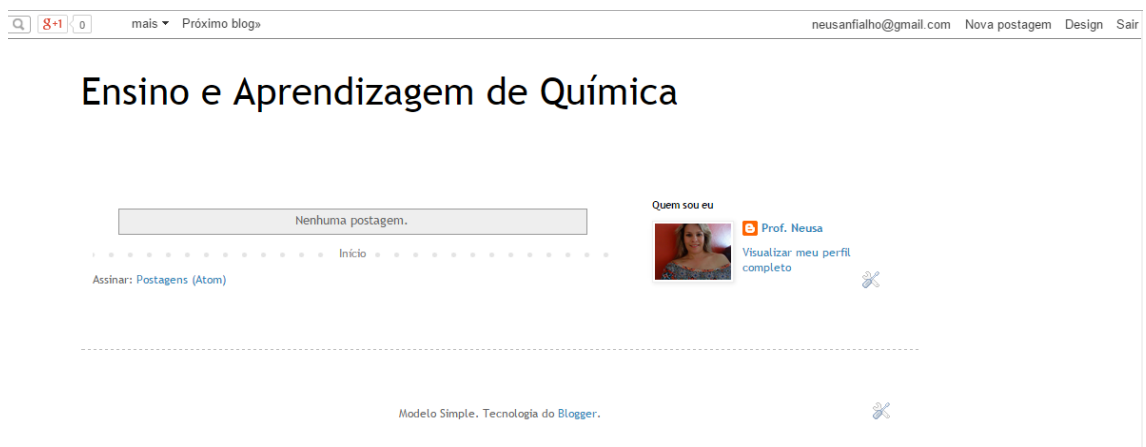 g+1 0 mais Próximo blog» neusanfialho@gmail.com Nova postagem Design Sair
Ensino e Aprendizagem de Química
Nenhuma postagem.
Início
Assinar: Postagens (Atom)
Quem sou eu
Prof. Neusa
Visualizar meu perfil
completo
Modelo Simple. Tecnologia do Blogger.